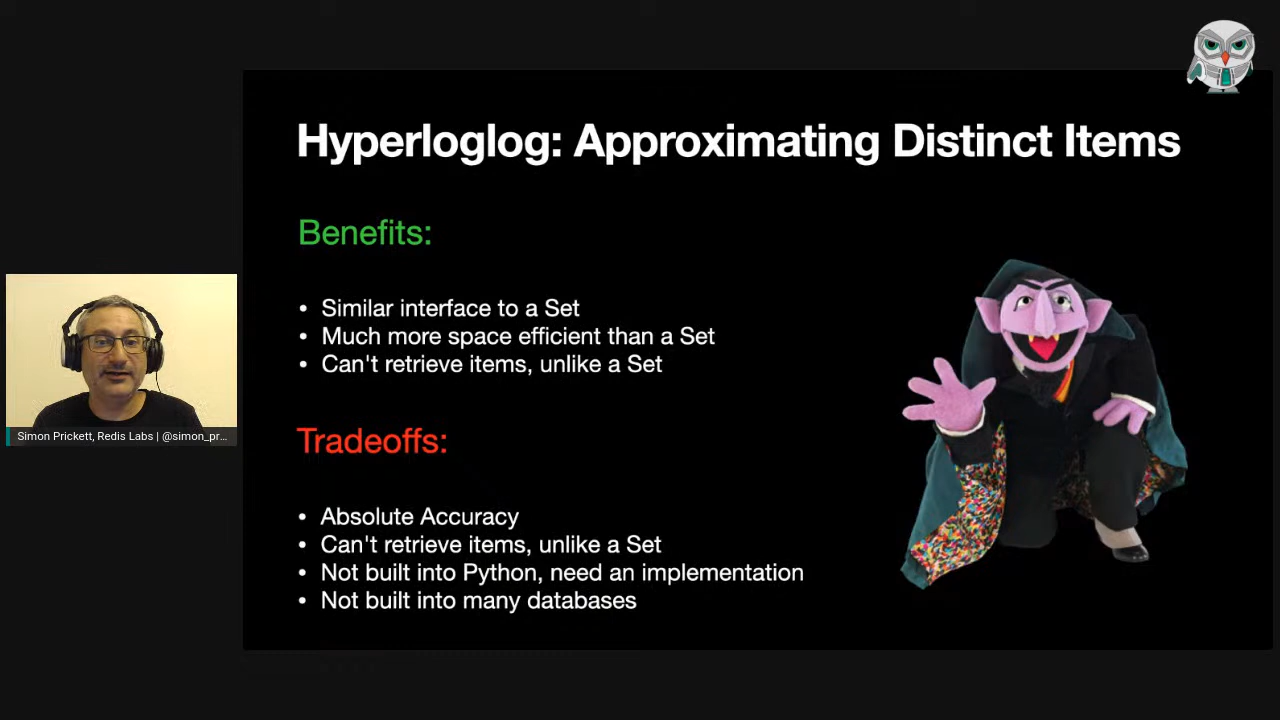 Hyperloglog: Approximating Distinct Items
Benefits:
• Similar interface to a Set
• Much more space efficient than a Set
• Can't retrieve items, unlike a Set
Tradeoffs:
• Absolute Accuracy
• Can't retrieve items, unlike a Set
• Not built into Python, need an implementation
• Not built into many databases
Simon Prickett, Redis Labs | @simon_pr...